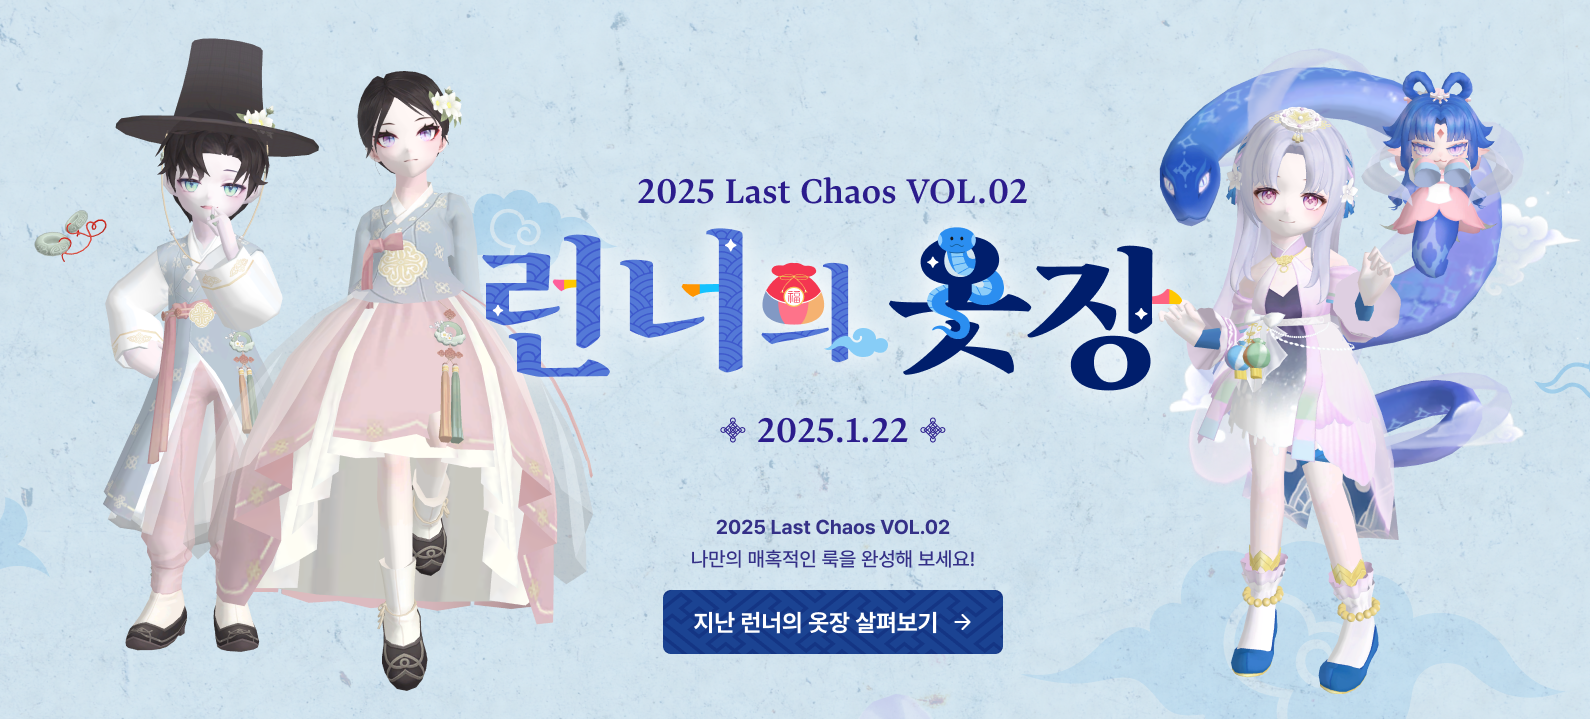 2025 Last Chaos VOL.02
런너의 옷장
福
2025.1.22
2025 Last Chaos VOL.02
나만의 매혹적인 룩을 완성해 보세요!
지난 런너의 옷장 살펴보기 →